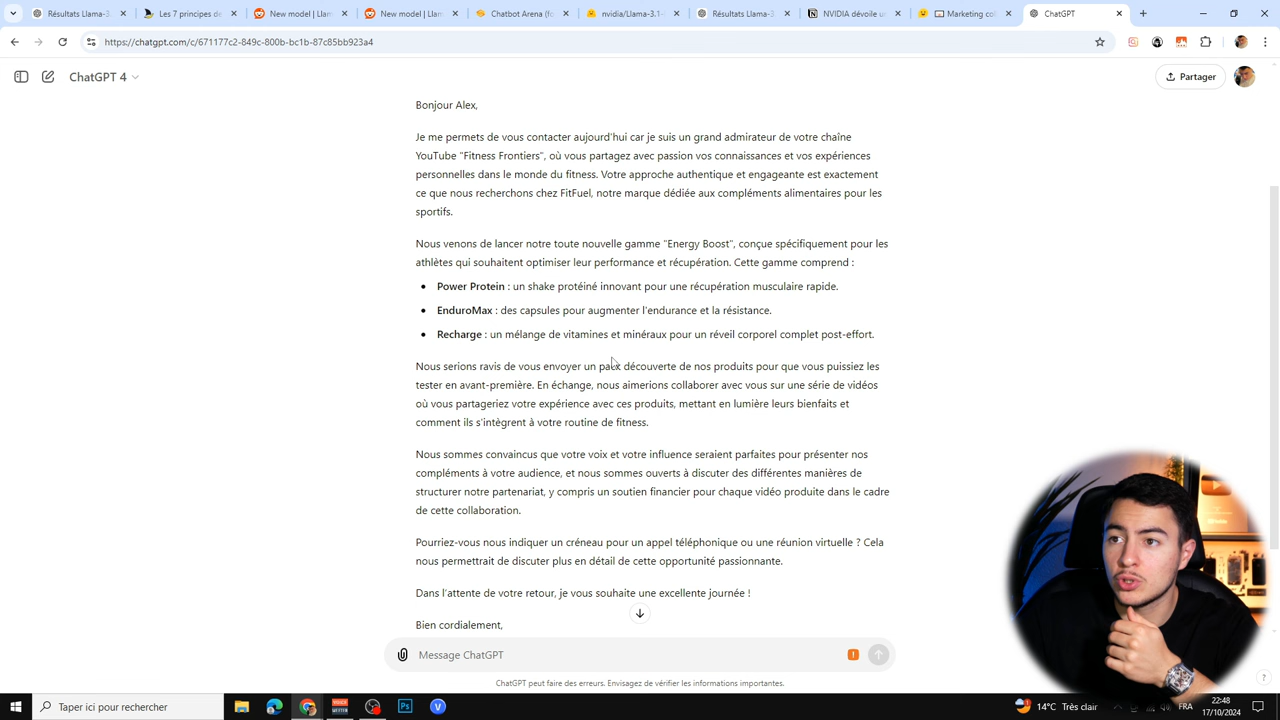 Résultats Llama-3.
Les 7 principes de
New model | Llam
New model | Llam
Chatbot Arena (fo
nvidia/Llama-3.1-
Résultats Llama-3.
NVIDIA dévoile un
Marketing col
ChatGPT
https://chatgpt.com/c/671177c2-849c-800b-bc1b-87c85bb923a4
ChatGPT 4
Partager
Bonjour Alex,
Je me permets de vous contacter aujourd'hui car je suis un grand admirateur de votre chaîne
YouTube "Fitness Frontiers", où vous partagez avec passion vos connaissances et vos expériences
personnelles dans le monde du fitness. Votre approche authentique et engageante est exactement
ce que nous recherchons chez FitFuel, notre marque dédiée aux compléments alimentaires pour les
sportifs.
Nous venons de lancer notre toute nouvelle gamme "Energy Boost", conçue spécifiquement pour les
athlètes qui souhaitent optimiser leur performance et récupération. Cette gamme comprend :
• Power Protein : un shake protéiné innovant pour une récupération musculaire rapide.
• EnduroMax : des capsules pour augmenter l'endurance et la résistance.
• Recharge : un mélange de vitamines et minéraux pour un réveil corporel complet post-effort.
Nous serions ravis de vous envoyer un pack découverte de nos produits pour que vous puissiez les
tester en avant-première. En échange, nous aimerions collaborer avec vous sur une série de vidéos
où vous partageriez votre expérience avec ces produits, mettant en lumière leurs bienfaits et
comment ils s'intègrent à votre routine de fitness.
Nous sommes convaincus que votre voix et votre influence seraient parfaites pour présenter nos
compléments à votre audience, et nous sommes ouverts à discuter des différentes manières de
structurer notre partenariat, y compris un soutien financier pour chaque vidéo produite dans le cadre
de cette collaboration.
Pourriez-vous nous indiquer un créneau pour un appel téléphonique ou une réunion virtuelle ? Cela
nous permettrait de discuter plus en détail de cette opportunité passionnante.
Dans l'attente de votre retour, je vous souhaite une excellente journée !
Bien cordialement,
Message ChatGPT
ChatGPT peut faire des erreurs. Envisagez de vérifier les informations importantes.
Taper ici pour rechercher
14°C Très clair
FRA
22:48
17/10/2024